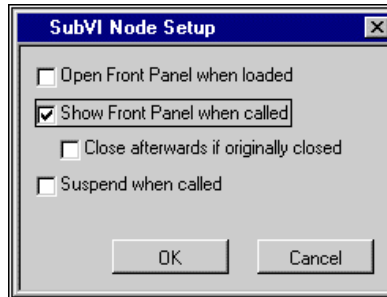 SubVI Node Setup
Open Front Panel when loaded
Show Front Panel when called
Close afterwards if originally closed
Suspend when called
OK Cancel